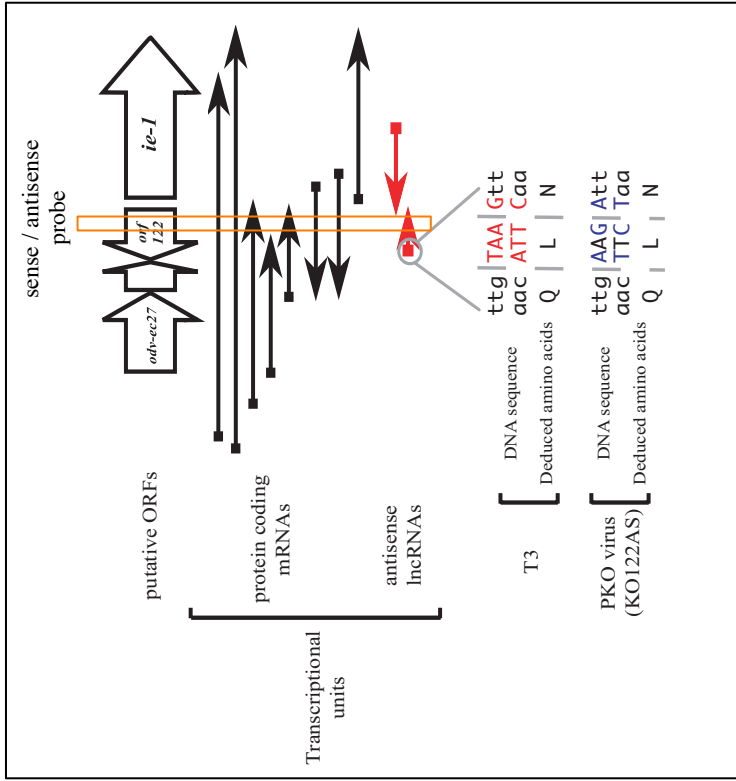 sense / antisense
probe
putative ORFs
odv-ec27
orf
122
ie-1
Transcriptional
units
protein coding
mRNAs
antisense
lncRNAs
T3
DNA sequence
ttg TAA Gtt
aac ATT Caa
Deduced amino acids
Q L N
PKO virus
(KO122AS)
DNA sequence
ttg AAG Att
aac TTC Taa
Deduced amino acids
Q L N